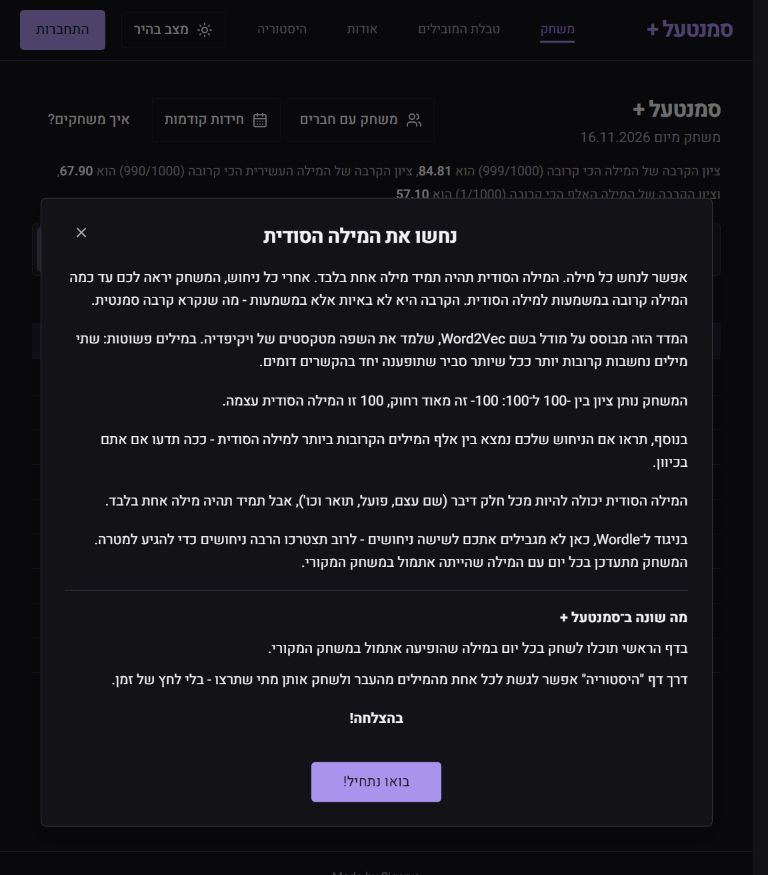 סמנטעל +
משחק
טבלת המובילים
אודות
היסטוריה
מצב בהיר
התחברות
סמנטעל +
משחק עם חברים
חידות קודמות
איך משחקים?
משחק מיום 16.11.2026
ציון הקרבה של המילה הכי קרובה (999/1000) הוא 84.81, ציון הקרבה של המילה העשירית הכי קרובה (990/1000) הוא 67.90,
וציון הקרבה של המילה האלף הכי קרובה (1/1000) הוא 57.10
נחשו את המילה הסודית
אפשר לנחש כל מילה. המילה הסודית תהיה תמיד מילה אחת בלבד. אחרי כל ניחוש, המשחק יראה לכם עד כמה
המילה קרובה במשמעות למילה הסודית. הקרבה היא לא באיות אלא במשמעות - מה שנקרא קרבה סמנטית.
המדד הזה מבוסס על מודל בשם Word2Vec, שלמד את השפה מטקסטים של ויקיפדיה. במילים פשוטות: שתי
מילים נחשבות קרובות יותר ככל שיותר סביר שתופענה יחד בהקשרים דומים.
המשחק נותן ציון בין -100 ל־100: 100- זה מאוד רחוק, 100 זו המילה הסודית עצמה.
בנוסף, תראו אם הניחוש שלכם נמצא בין אלף המילים הקרובות ביותר למילה הסודית - ככה תדעו אם אתם
בכיוון.
המילה הסודית יכולה להיות מכל חלק דיבר (שם עצם, פועל, תואר וכו'), אבל תמיד תהיה מילה אחת בלבד.
בניגוד ל־Wordle, כאן לא מגבילים אתכם לשישה ניחושים - לרוב תצטרכו הרבה ניחושים כדי להגיע למטרה.
המשחק מתעדכן בכל יום עם המילה שהייתה אתמול במשחק המקורי.
מה שונה ב־סמנטעל +
בדף הראשי תוכלו לשחק בכל יום במילה שהופיעה אתמול במשחק המקורי.
דרך דף "היסטוריה" אפשר לגשת לכל אחת מהמילים מהעבר ולשחק אותן מתי שתרצו - בלי לחץ של זמן.
בהצלחה!
בואו נתחיל!